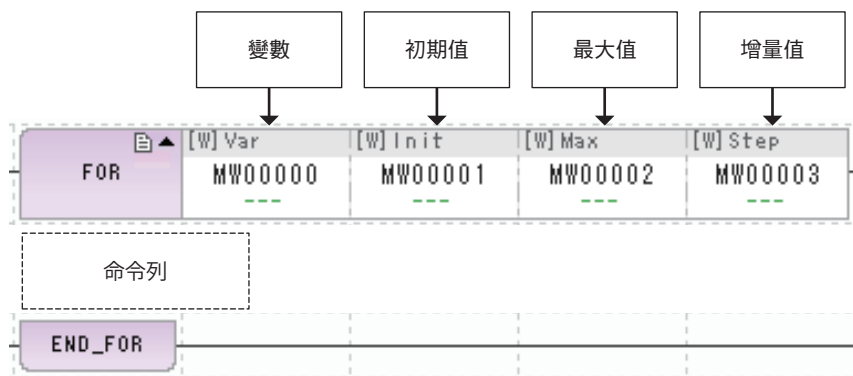 變數 初期值 最大值 增量值
[W]Var [W]Init [W]Max [W]Step
FOR MW00000 MW00001 MW00002 MW00003
--- --- --- ---
命令列
END_FOR